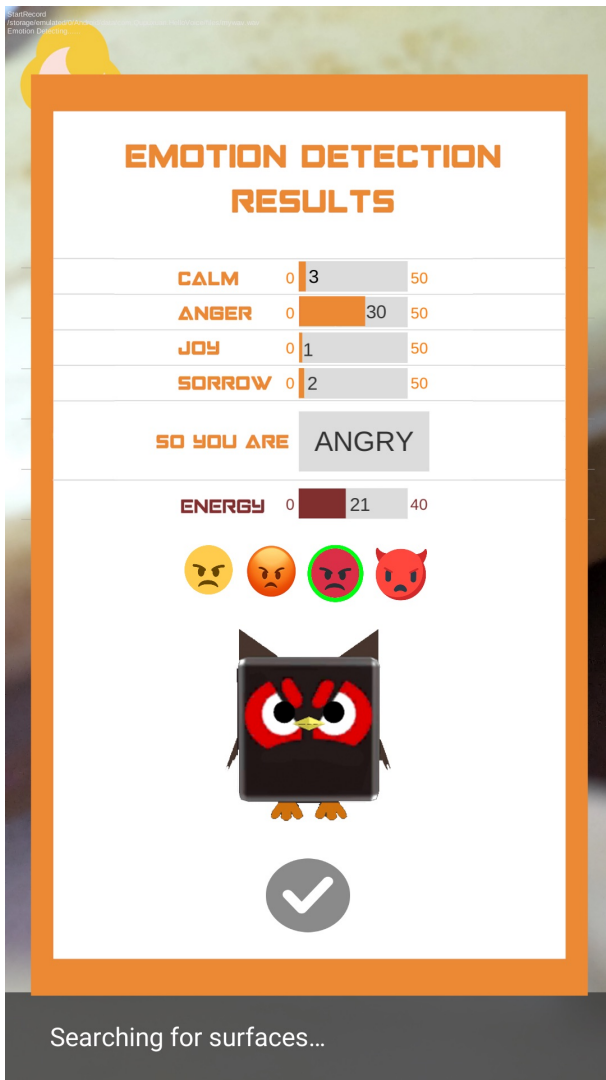 StartRecord
Emotion Detecting
EMOTION DETECTION
RESULTS
CALM 0 3 50
ANGER 0 30 50
JOY 0 1 50
SORROW 0 2 50
SO YOU ARE ANGRY
ENERGY 0 21 40
Searching for surfaces...